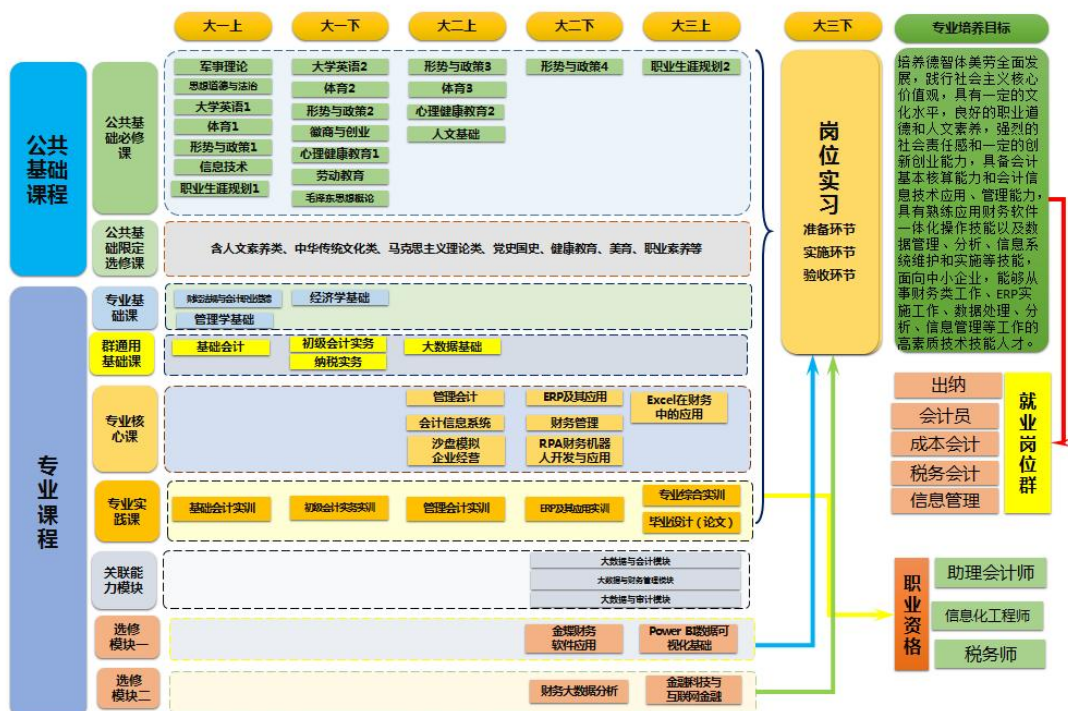 大一上
大一下
大二上
大二下
大三上
大三下
专业培养目标
公共
基础
课程
公共基
础必修
课
军事理论
思想道德与法治
大学英语1
体育1
形势与政策1
信息技术
职业生涯规划1
大学英语2
体育2
形势与政策2
徽商与创业
心理健康教育1
劳动教育
毛泽东思想概论
形势与政策3
体育3
心理健康教育2
人文基础
形势与政策4
职业生涯规划2
公共基
础限定
选修课
含人文素养类、中华传统文化类、马克思主义理论类、党史国史、健康教育、美育、职业素养等
专业课程
专业基
础课
财经法规与会计职业道德
管理学基础
经济学基础
群通用
基础课
基础会计
初级会计实务
纳税实务
大数据基础
专业核
心课
管理会计
会计信息系统
沙盘模拟
企业经营
ERP及其应用
财务管理
RPA财务机器
人开发与应用
Excel在财务
中的应用
专业实
践课
基础会计实训
初级会计实务实训
管理会计实训
ERP及其应用实训
专业综合实训
毕业设计（论文）
关联能
力模块
大数据与会计模块
大数据与财务管理模块
大数据与审计模块
选修
模块一
金蝶财务
软件应用
Power BI数据可
视化基础
选修
模块二
财务大数据分析
金融科技与
互联网金融
岗位实习
准备环节
实施环节
验收环节
培养德智体美劳全面发
展，践行社会主义核心
价值观，具有一定的文
化水平，良好的职业道
德和人文素养，强烈的
社会责任感和一定的创
新创业能力，具备会计
基本核算能力和会计信
息技术应用、管理能力，
具有熟练应用财务软件
一体化操作技能以及数
据管理、分析、信息系
统维护和实施等技能，
面向中小企业，能够从
事财务类工作、ERP实
施工作、数据处理、分
析、信息管理等工作的
高素质技术技能人才。
出纳
会计员
成本会计
税务会计
信息管理
就业岗位群
职业资格
助理会计师
信息化工程师
税务师